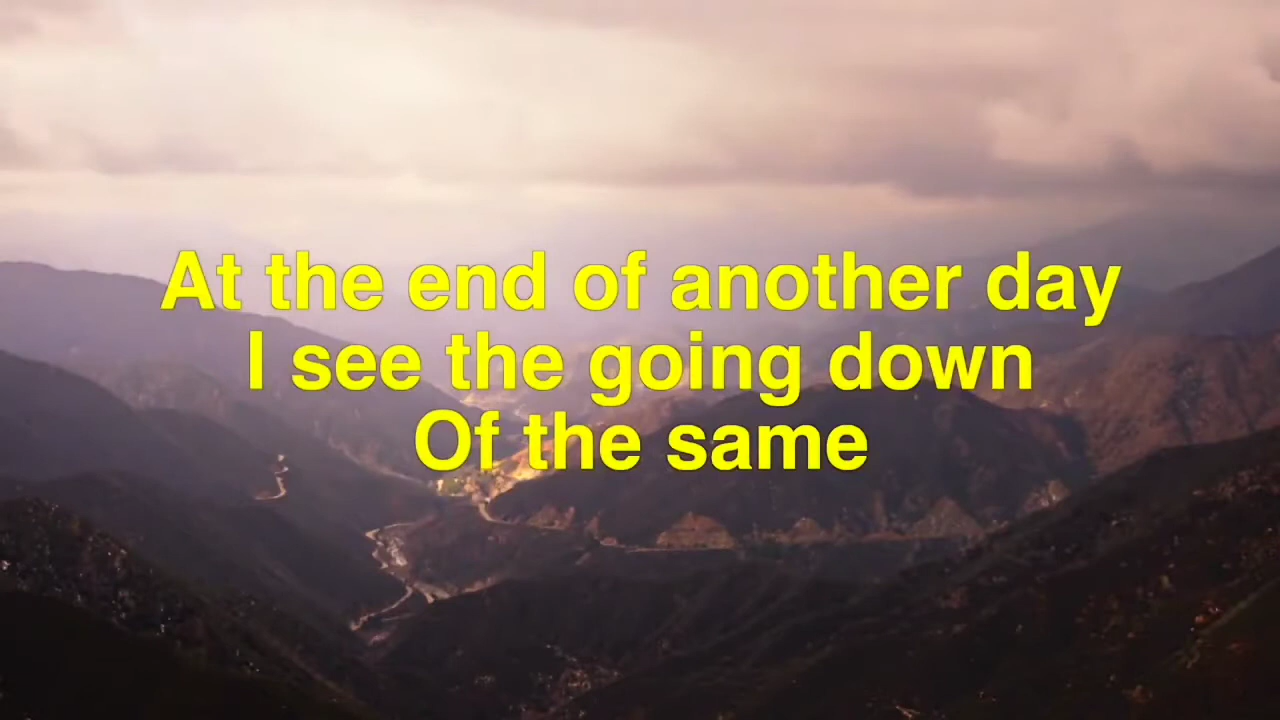 At the end of another day
I see the going down
Of the same